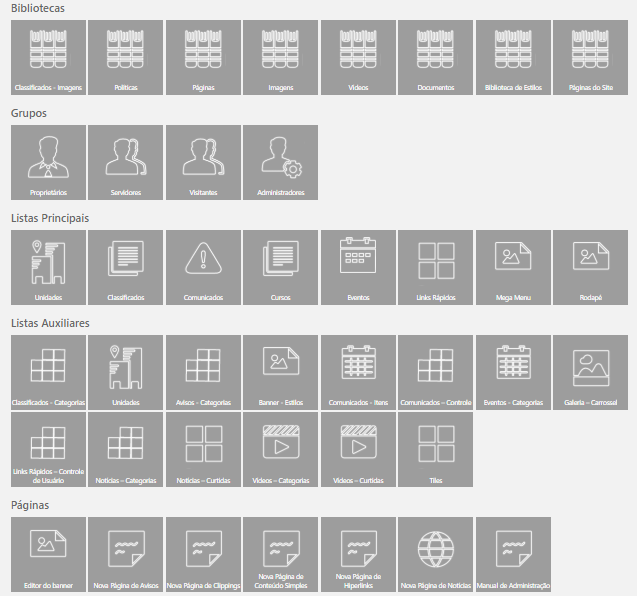 Bibliotecas
Classificados - Imagens
Políticas
Páginas
Imagens
Vídeos
Documentos
Biblioteca de Estilos
Páginas do Site
Grupos
Proprietários
Servidores
Visitantes
Administradores
Listas Principais
Unidades
Classificados
Comunicados
Cursos
Eventos
Links Rápidos
Mega Menu
Rodapé
Listas Auxiliares
Classificados - Categorias
Unidades
Avisos - Categorias
Banner - Estilos
Comunicados - Itens
Comunicados – Controle
Eventos - Categorias
Galeria – Carrossel
Links Rápidos – Controle
de Usuário
Notícias – Categorias
Notícias – Curtidas
Vídeos – Categorias
Vídeos – Curtidas
Tiles
Páginas
Editor do banner
Nova Página de Avisos
Nova Página de Clippings
Nova Página de
Conteúdo Simples
Nova Página de
Hiperlinks
Nova Página de Notícias
Manual de Administração